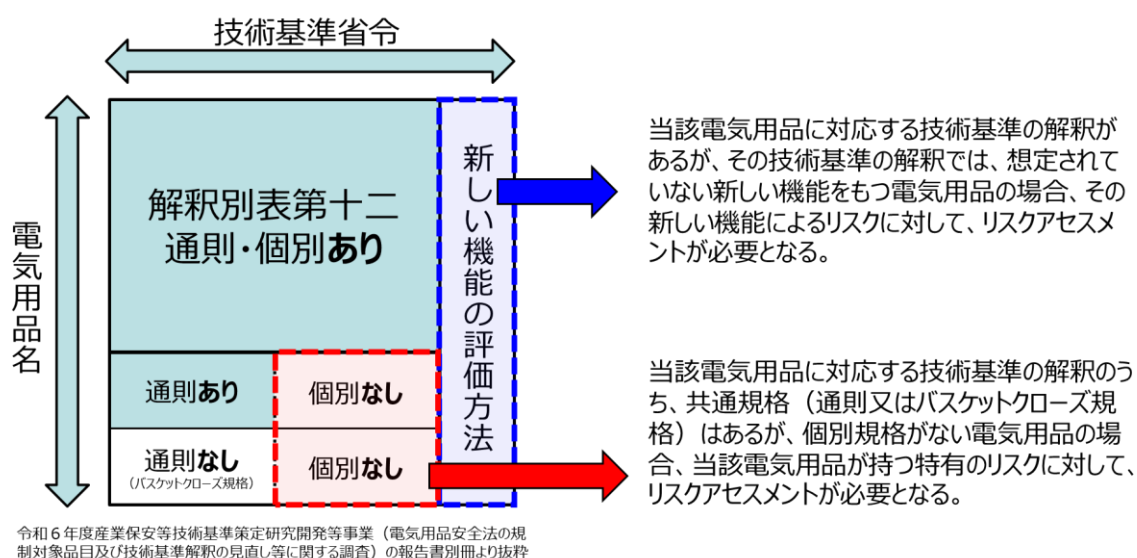 技術基準省令
電気用品名
解釈別表第十二
通則・個別あり
新しい機能の評価方法
通則あり
個別なし
通則なし
(バスケットクローズ規格)
個別なし
当該電気用品に対応する技術基準の解釈が
あるが、その技術基準の解釈では、想定されて
いない新しい機能をもつ電気用品の場合、その
新しい機能によるリスクに対して、リスクアセスメ
ントが必要となる。
当該電気用品に対応する技術基準の解釈のう
ち、共通規格（通則又はバスケットクローズ規
格）はあるが、個別規格がない電気用品の場
合、当該電気用品が持つ特有のリスクに対して、
リスクアセスメントが必要となる。
令和６年度産業保安等技術基準策定研究開発等事業（電気用品安全法の規
制対象品目及び技術基準解釈の見直し等に関する調査）の報告書別冊より抜粋